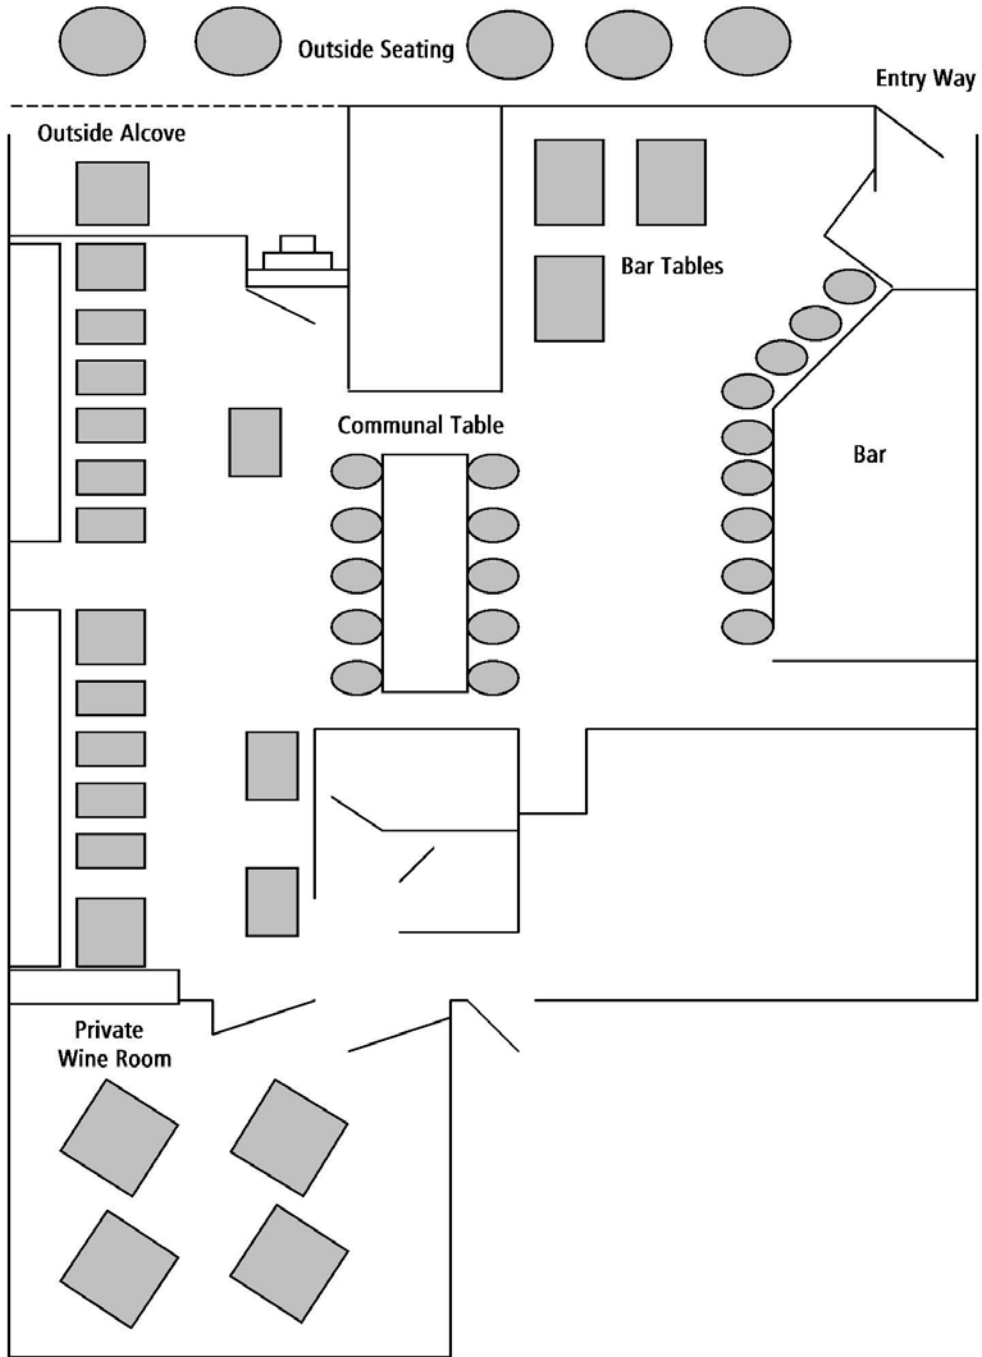 Outside Seating
Entry Way
Outside Alcove
Bar Tables
Communal Table
Bar
Private
Wine Room